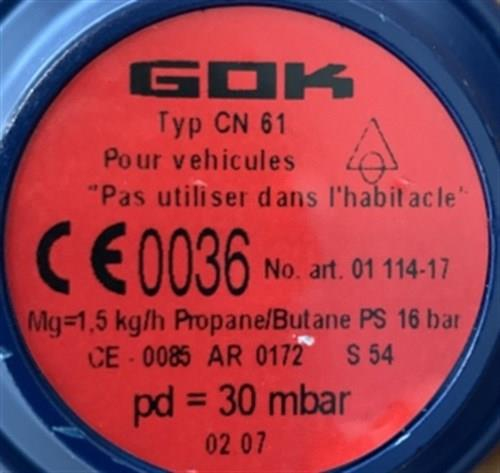 GOK
Typ CN 61
Pour vehicules
"Pas utiliser dans l'habitacle"
CE 0036 No. art. 01 114-17
Mg=1,5 kg/h Propane/Butane PS 16 bar
CE - 0085 AR 0172 S 54
pd = 30 mbar
02 07